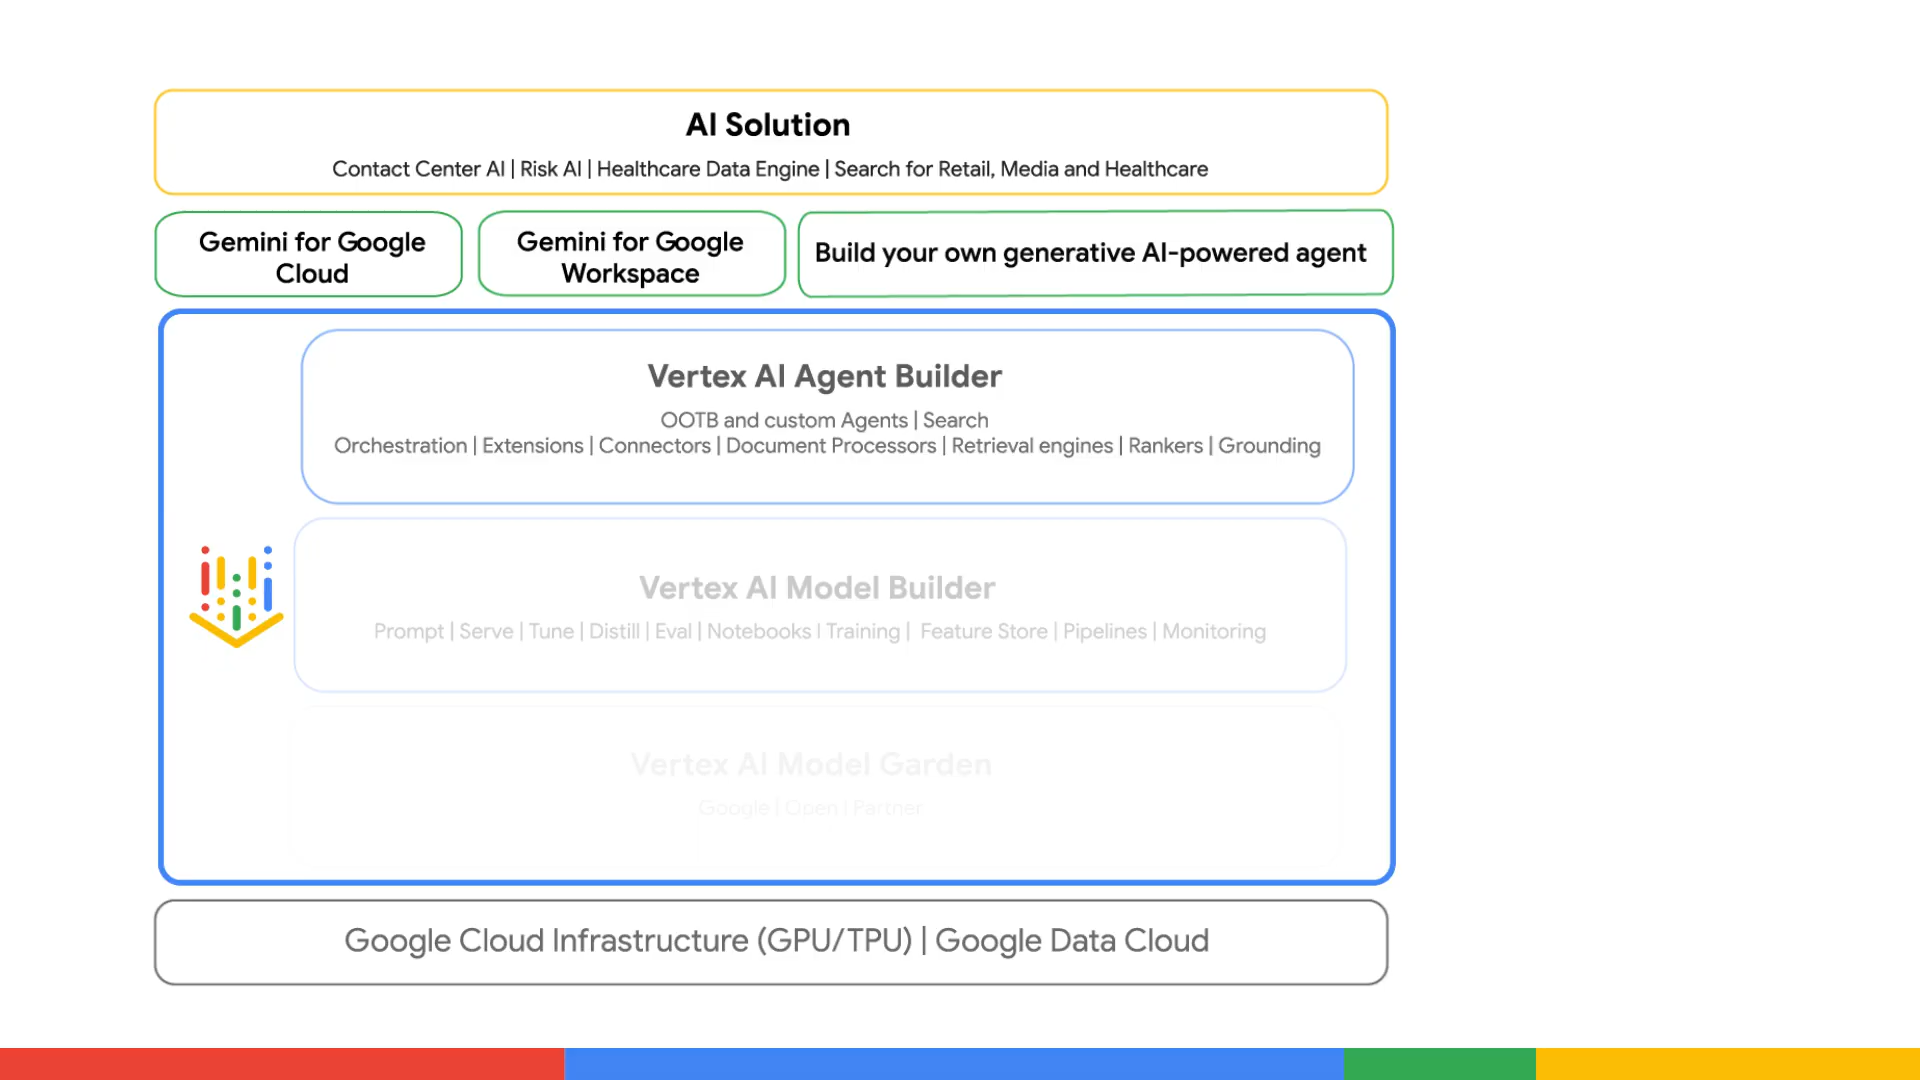 AI Solution
Contact Center AI | Risk AI | Healthcare Data Engine | Search for Retail, Media and Healthcare
Gemini for Google
Cloud
Gemini for Google
Workspace
Build your own generative AI-powered agent
Vertex AI Agent Builder
OOTB and custom Agents | Search
Orchestration | Extensions | Connectors | Document Processors | Retrieval engines | Rankers | Grounding
Vertex AI Model Builder
Prompt | Serve | Tune | Distill | Eval | Notebooks | Training | Feature Store | Pipelines | Monitoring
Vertex AI Model Garden
Google | Open | Partner
Google Cloud Infrastructure (GPU/TPU) | Google Data Cloud